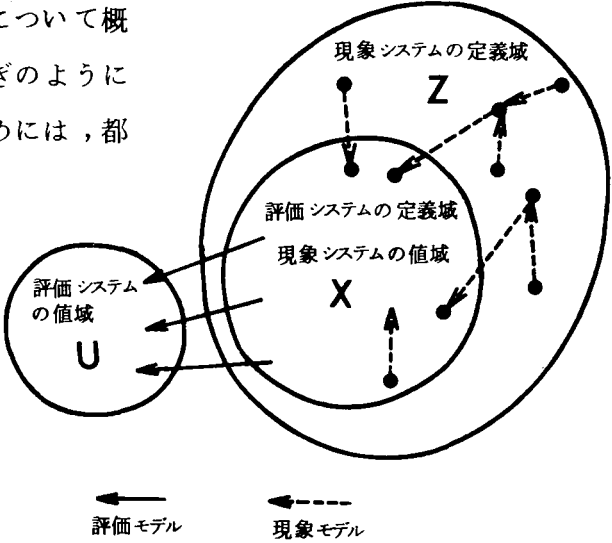 について概
ぎのように
めには，都
現象システムの定義域
Z
評価システムの定義域
現象システムの値域
X
評価システム
の値域
U
評価モデル
現象モデル